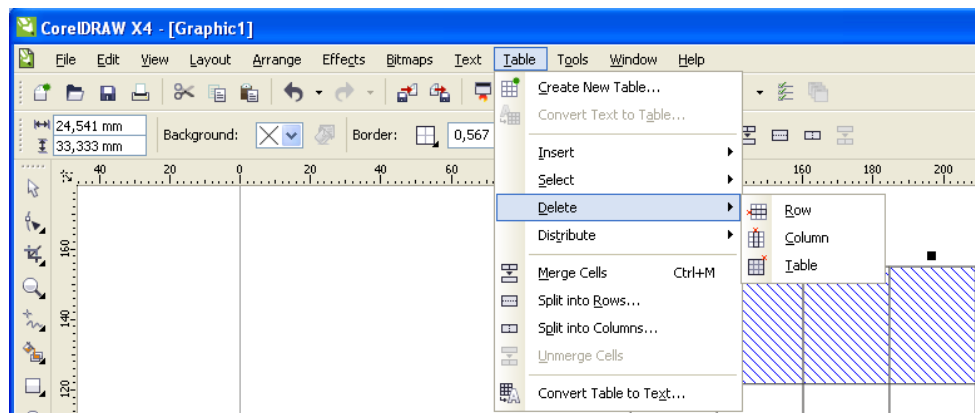 CorelDRAW X4 - [Graphic1]
File Edit View Layout Arrange Effects Bitmaps Text Table Tools Window Help
Create New Table...
Convert Text to Table...
24,541 mm
33,333 mm
Background:
Border:
0,567
Insert
Select
Delete
Distribute
Merge Cells Ctrl+M
Split into Rows...
Split into Columns...
Unmerge Cells
Convert Table to Text...
Row
Column
Table
40 20 0 20 40 60 160 180 200
160
140
120